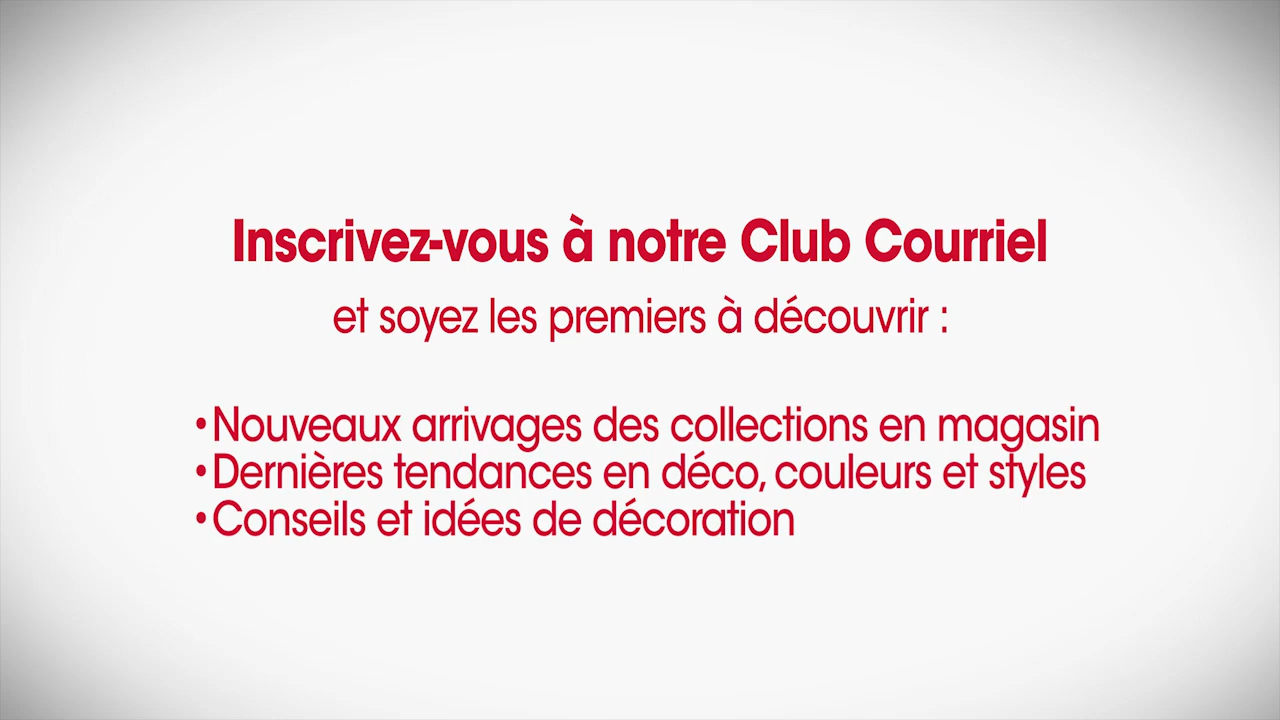 Inscrivez-vous à notre Club Courriel
et soyez les premiers à découvrir :
•Nouveaux arrivages des collections en magasin
•Dernières tendances en déco, couleurs et styles
•Conseils et idées de décoration